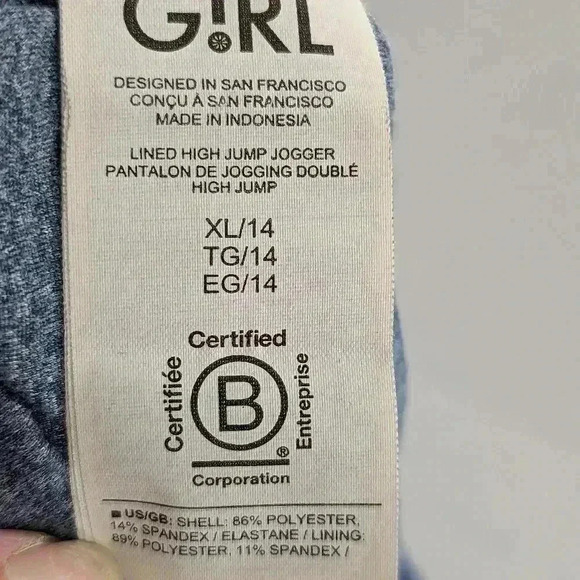 GIRL
DESIGNED IN SAN FRANCISCO
CONÇU À SAN FRANCISCO
MADE IN INDONESIA
LINED HIGH JUMP JOGGER
PANTALON DE JOGGING DOUBLÉ
HIGH JUMP
XL/14
TG/14
EG/14
Certified
Certifiée
B
Entreprise
®
Corporation
US/GB: SHELL: 86% POLYESTER,
14% SPANDEX / ELASTANE / LINING:
89% POLYESTER, 11% SPANDEX /